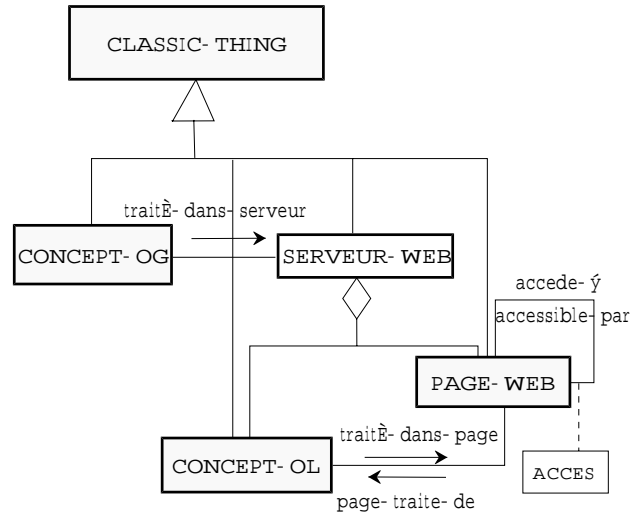 CLASSIC- THING
traitÈ- dans- serveur
CONCEPT- OG
SERVEUR- WEB
accede- ý
accessible- par
PAGE- WEB
traitÈ- dans- page
CONCEPT- OL
ACCES
page- traite- de